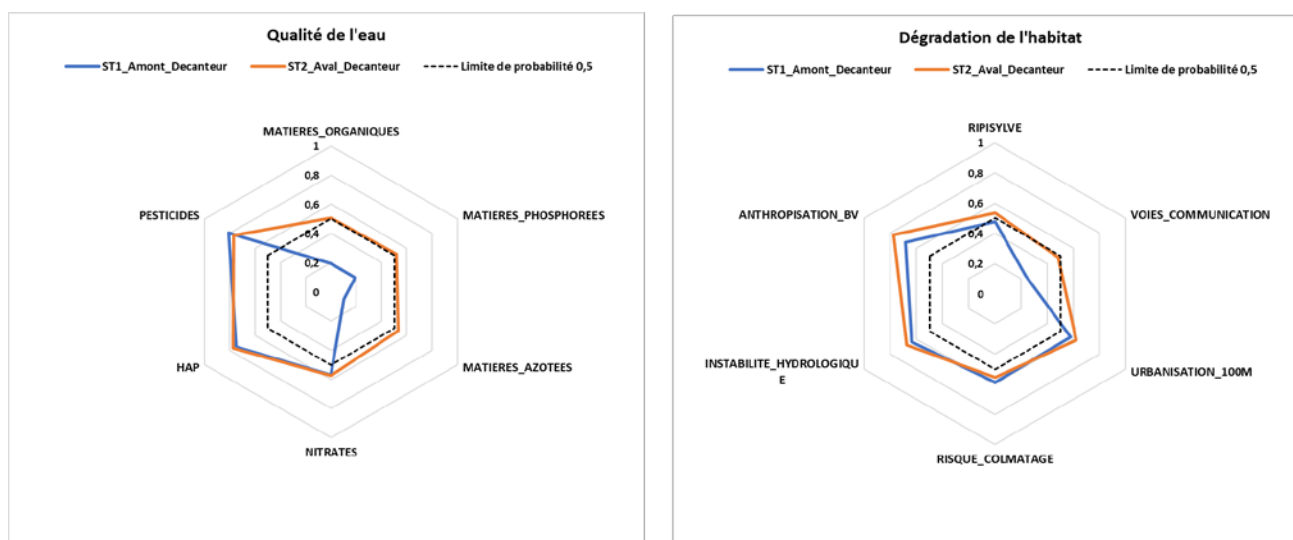 Qualité de l'eau
ST1_Amont_Decanteur ST2_Aval_Decanteur Limite de probabilité 0,5
MATIERES_ORGANIQUES
1
0,8
0,6
0,4
0,2
0
PESTICIDES
MATIERES_PHOSPHOREES
HAP
MATIERES_AZOTEES
NITRATES
Dégradation de l'habitat
ST1_Amont_Decanteur ST2_Aval_Decanteur Limite de probabilité 0,5
RIPISYLVE
1
0,8
0,6
0,4
0,2
0
ANTHROPISATION_BV
VOIES_COMMUNICATION
INSTABILITE_HYDROLOGIQU
E
URBANISATION_100M
RISQUE_COLMATAGE